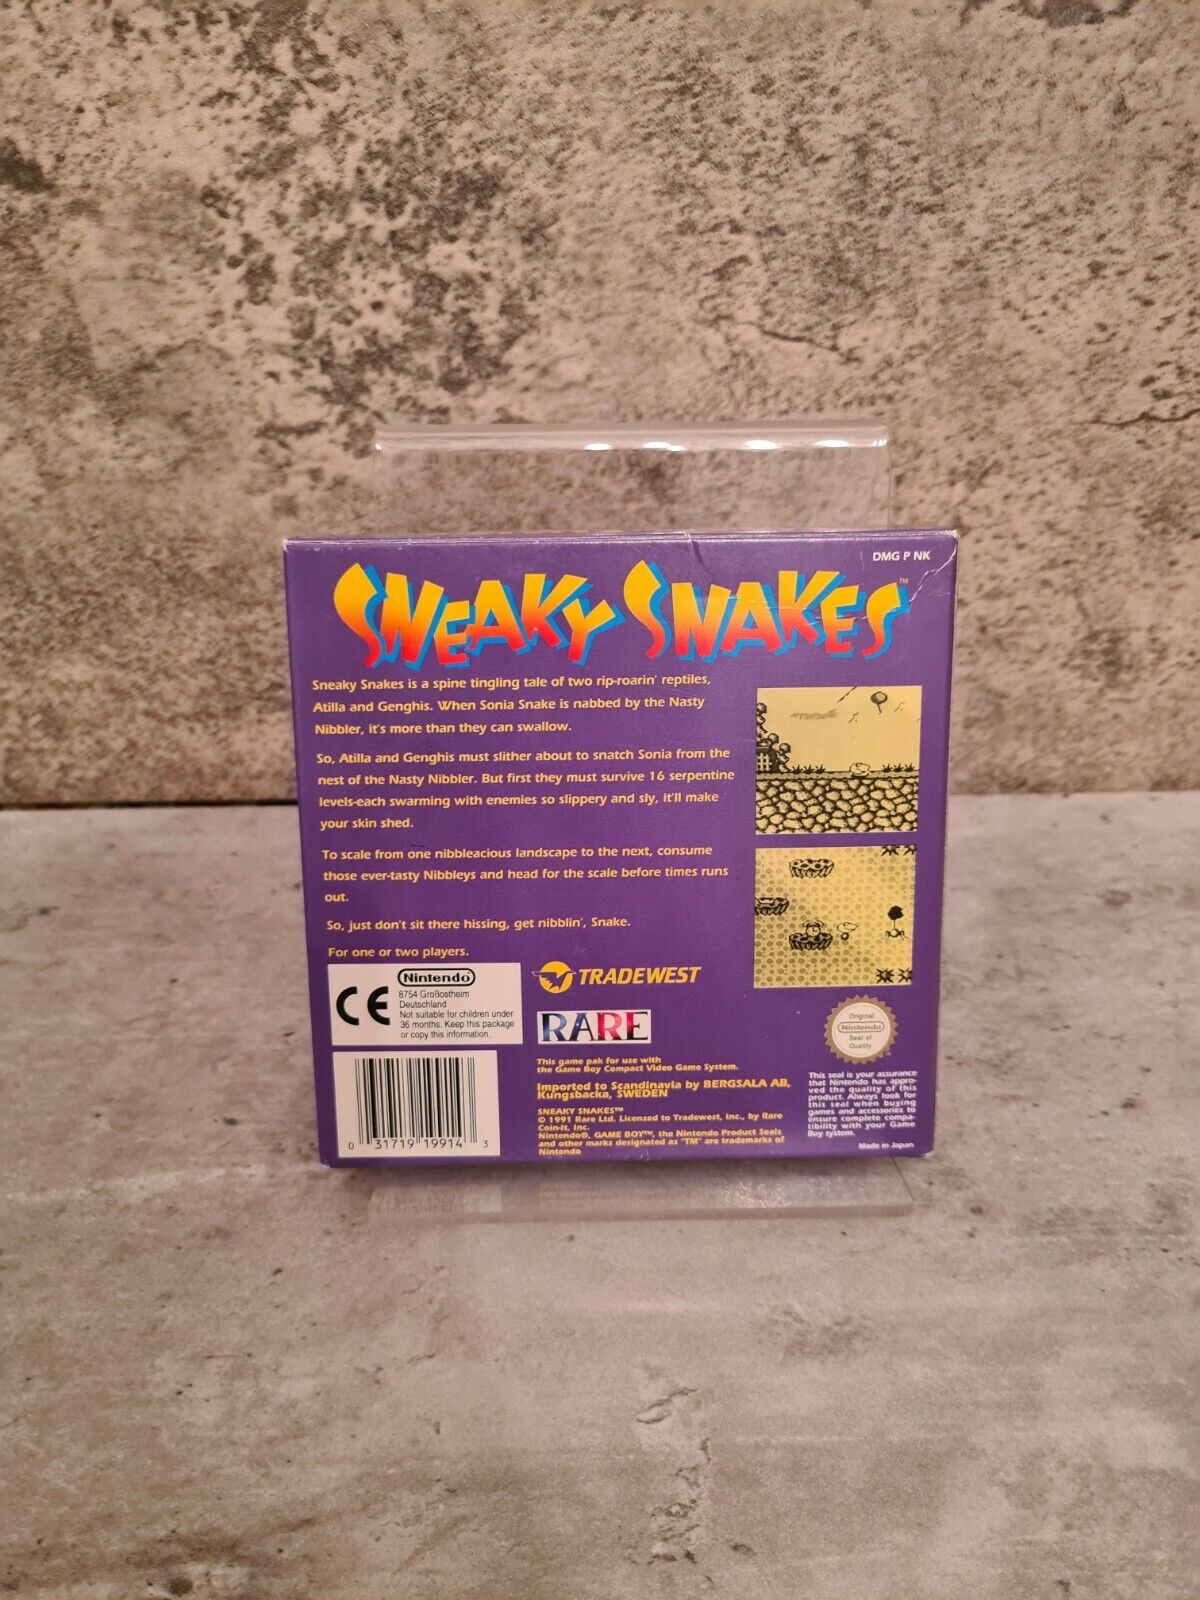 DMG P NK
SNEAKY SNAKES™
Sneaky Snakes is a spine tingling tale of two rip-roarin' reptiles,
Atilla and Genghis. When Sonia Snake is nabbed by the Nasty
Nibbler, it's more than they can swallow.
So, Atilla and Genghis must slither about to snatch Sonia from the
nest of the Nasty Nibbler. But first they must survive 16 serpentine
levels-each swarming with enemies so slippery and sly, it'll make
your skin shed.
To scale from one nibbleacious landscape to the next, consume
those ever-tasty Nibbleys and head for the scale before times runs
out.
So, just don't sit there hissing, get nibblin', Snake.
For one or two players.
CE
Nintendo
8754 Großostheim
Deutschland
Not suitable for children under
36 months. Keep this package
or copy this information.
0 31719 19914 3
TRADEWEST
RARE
This game pak for use with
the Game Boy Compact Video Game System.
Imported to Scandinavia by BERGSALA AB,
Kungsbacka, SWEDEN
SNEAKY SNAKES™
© 1991 Rare Ltd. Licensed to Tradewest, Inc., by Rare
Coin-It, Inc.
Nintendo®, GAME BOY™, the Nintendo Product Seals
and other marks designated as "TM" are trademarks of
Nintendo
Original
Nintendo
Seal of
Quality
This seal is your assurance
that Nintendo has appro-
ved the quality of this
product. Always look for
this seal when buying
games and accessories to
ensure complete compa-
tibility with your Game
Boy system.
Made in Japan